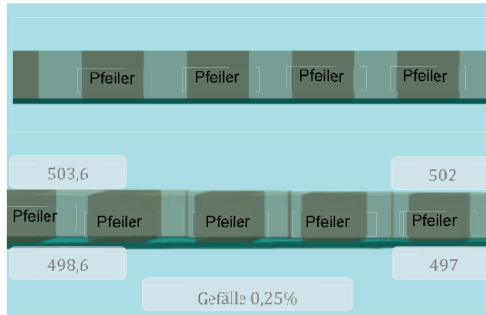 Pfeiler Pfeiler Pfeiler Pfeiler
503,6 502
Pfeiler Pfeiler Pfeiler Pfeiler Pfeiler
498,6 497
Gefälle 0,25%